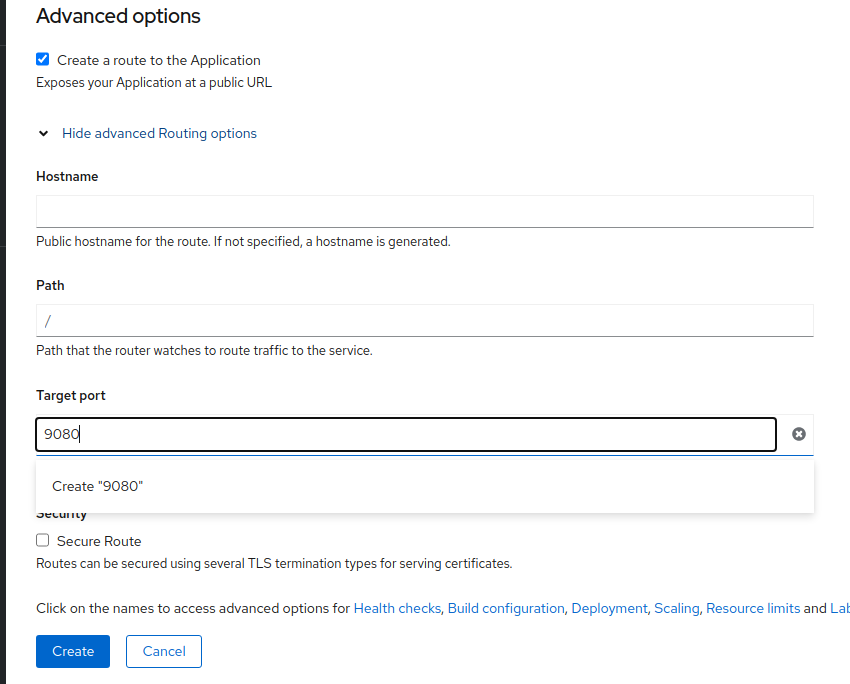 Advanced options
Create a route to the Application
Exposes your Application at a public URL
Hide advanced Routing options
Hostname
Public hostname for the route. If not specified, a hostname is generated.
Path
/
Path that the router watches to route traffic to the service.
Target port
9080
Create "9080"
Security
Secure Route
Routes can be secured using several TLS termination types for serving certificates.
Click on the names to access advanced options for Health checks, Build configuration, Deployment, Scaling, Resource limits and Lab
Create Cancel